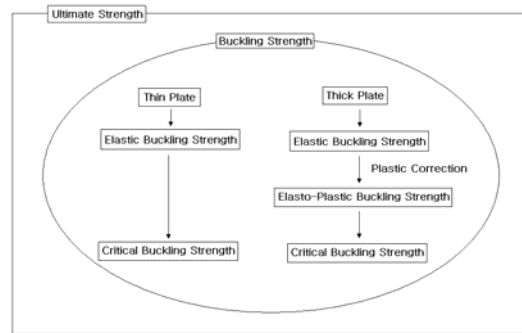 Ultimate Strength
Buckling Strength
Thin Plate
Thick Plate
Elastic Buckling Strength
Elastic Buckling Strength
Plastic Correction
Elasto-Plastic Buckling Strength
Critical Buckling Strength
Critical Buckling Strength